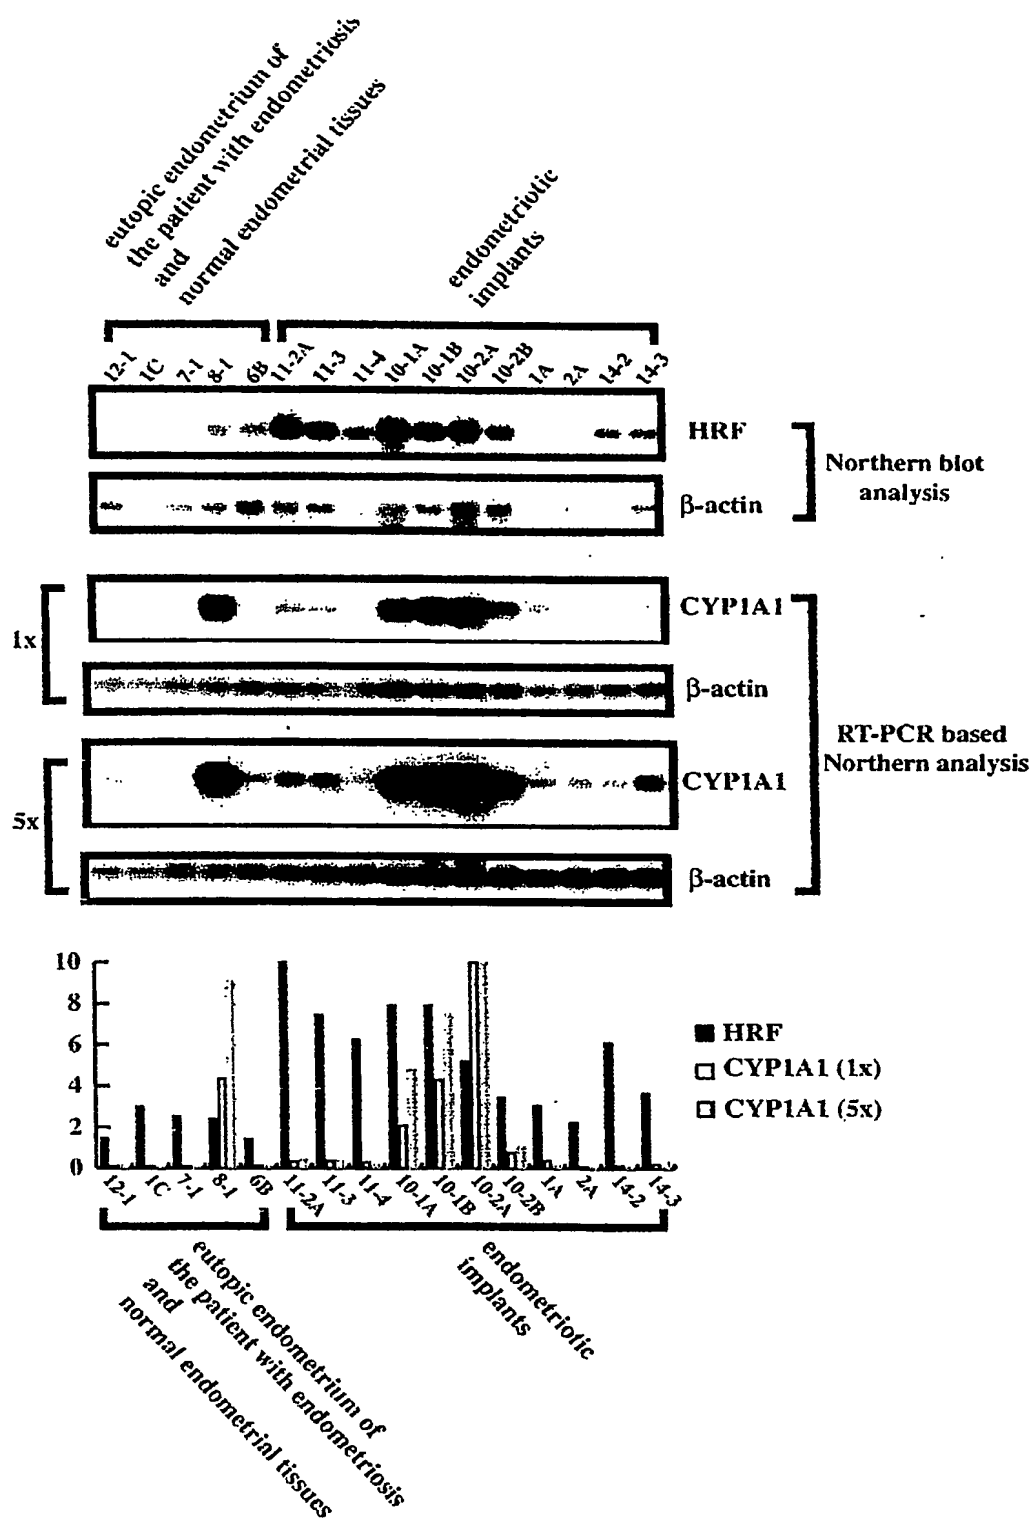 eutopic endometrium of
the patient with endometriosis
and
normal endometrial tissues
endometriotic
implants
12-1 1C 7-1 8-1 6B 11-2A 11-3 11-4 10-1A 10-1B 10-2A 10-2B 1A 2A 14-2 14-3
HRF
β-actin
Northern blot
analysis
1x
CYP1A1
β-actin
5x
CYP1A1
β-actin
RT-PCR based
Northern analysis
10
8
6
4
2
0
HRF
CYP1A1 (1x)
CYP1A1 (5x)
12-1 1C 7-1 8-1 6B 11-2A 11-3 11-4 10-1A 10-1B 10-2A 10-2B 1A 2A 14-2 14-3
eutopic endometrium of
the patient with endometriosis
and
normal endometrial tissues
endometriotic
implants